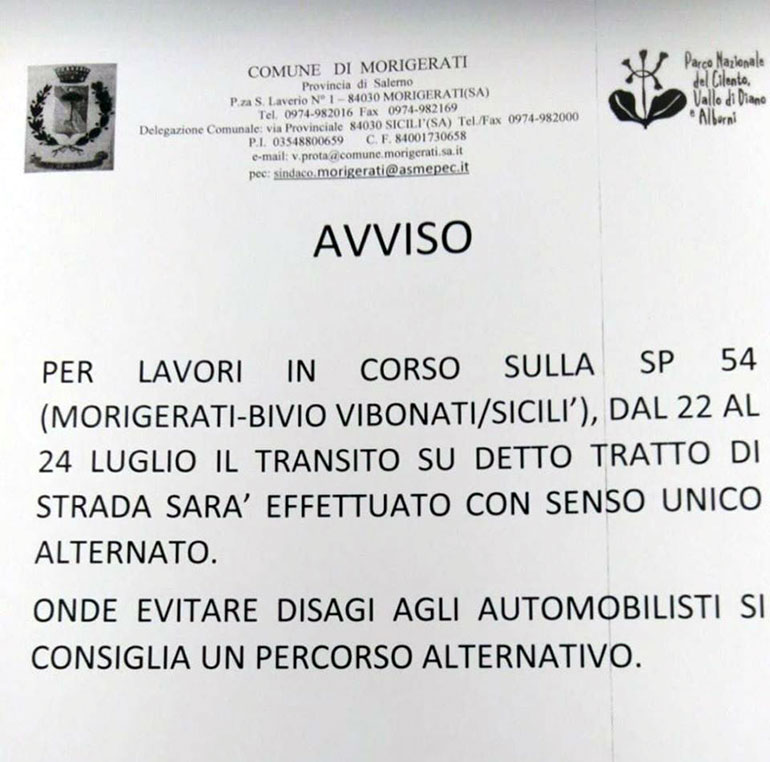 COMUNE DI MORIGERATI
Provincia di Salerno
P.za S. Laverio N° 1 – 84030 MORIGERATI(SA)
Tel. 0974-982016 Fax 0974-982169
Delegazione Comunale: via Provinciale 84030 SICILI'(SA) Tel./Fax 0974-982000
P.I. 03548800659 C. F. 84001730658
e-mail: v.prota@comune.morigerati.sa.it
pec: sindaco.morigerati@asmepec.it
Parco Nazionale
del Cilento,
Vallo di Diano
e Alburni
AVVISO
PER LAVORI IN CORSO SULLA SP 54
(MORIGERATI-BIVIO VIBONATI/SICILI'), DAL 22 AL
24 LUGLIO IL TRANSITO SU DETTO TRATTO DI
STRADA SARA' EFFETTUATO CON SENSO UNICO
ALTERNATO.
ONDE EVITARE DISAGI AGLI AUTOMOBILISTI SI
CONSIGLIA UN PERCORSO ALTERNATIVO.